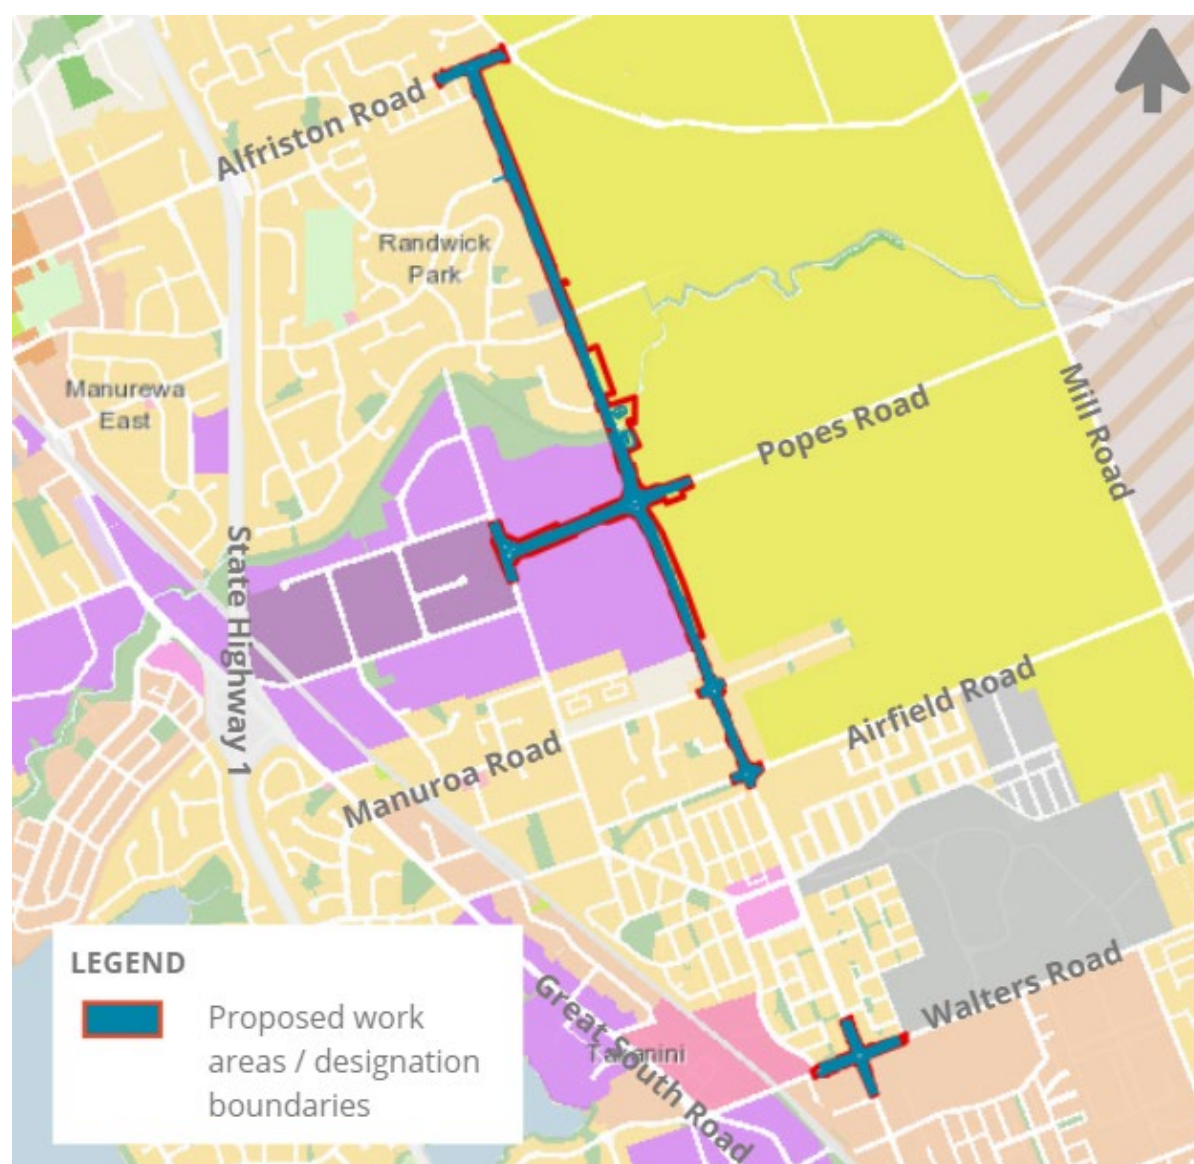 Alfriston Road
Randwick
Park
Manurewa
East
Mill Road
Popes Road
State Highway 1
Airfield Road
Manuroa Road
Walters Road
Great South Road
Takanini
LEGEND
Proposed work
areas / designation
boundaries